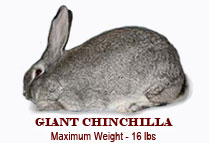 GIANT CHINCHILLA
Maximum Weight - 16 lbs